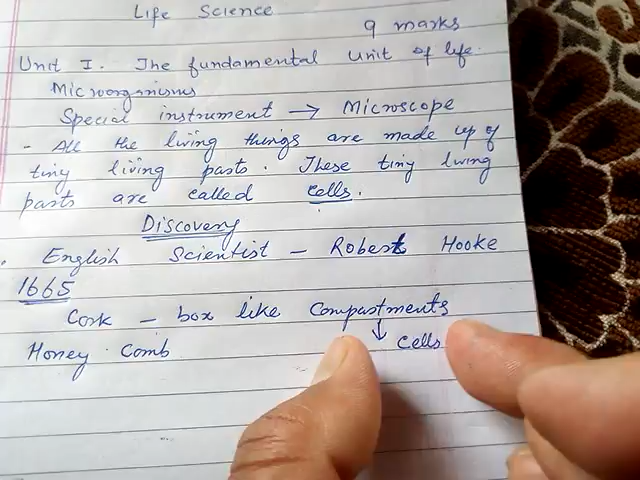 Life Science
9 marks
Unit I. The fundamental unit of life.
Microorganisms
Special instrument → Microscope
- All the living things are made up of
tiny living parts. These tiny living
parts are called cells.
Discovery
. English Scientist - Robert Hooke
1665
Cork - box like Compartments
↓
Honey Comb cells